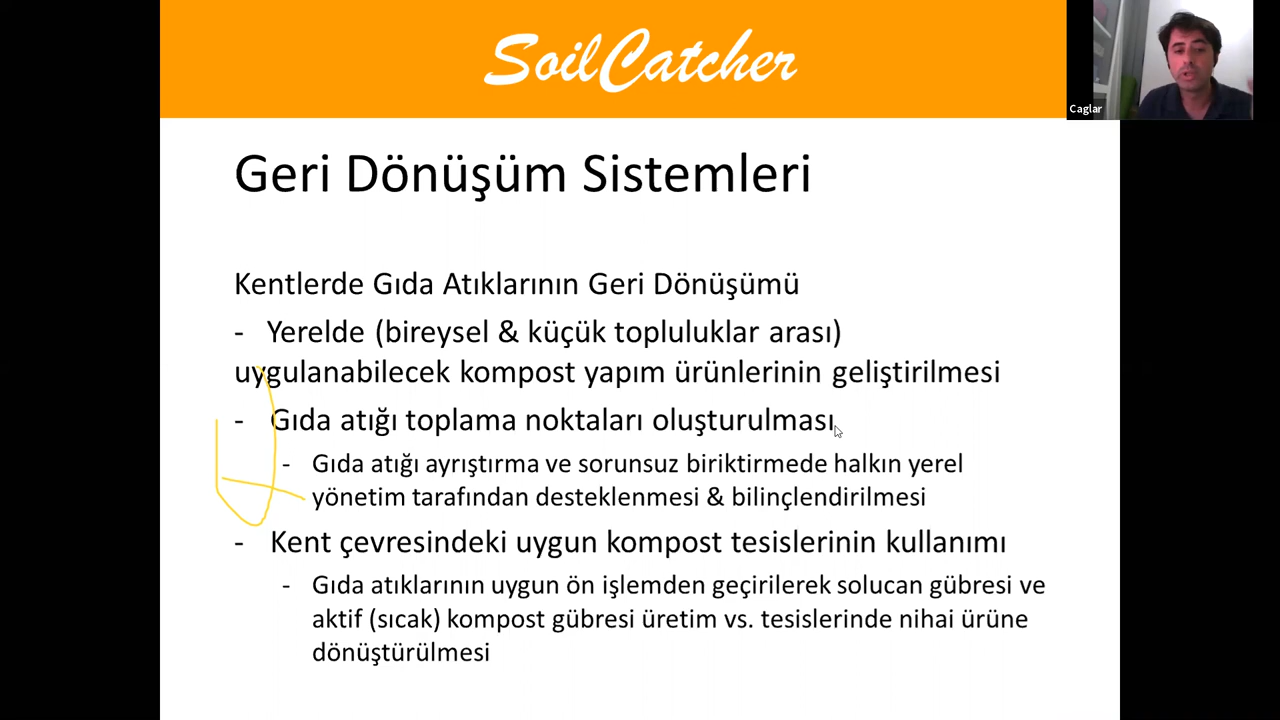 SoilCatcher
Caglar
Geri Dönüşüm Sistemleri
Kentlerde Gıda Atıklarının Geri Dönüşümü
- Yerelde (bireysel & küçük topluluklar arası)
uygulanabilecek kompost yapım ürünlerinin geliştirilmesi
- Gıda atığı toplama noktaları oluşturulması
- Gıda atığı ayrıştırma ve sorunsuz biriktirmede halkın yerel
yönetim tarafından desteklenmesi & bilinçlendirilmesi
- Kent çevresindeki uygun kompost tesislerinin kullanımı
- Gıda atıklarının uygun ön işlemden geçirilerek solucan gübresi ve
aktif (sıcak) kompost gübresi üretim vs. tesislerinde nihai ürüne
dönüştürülmesi